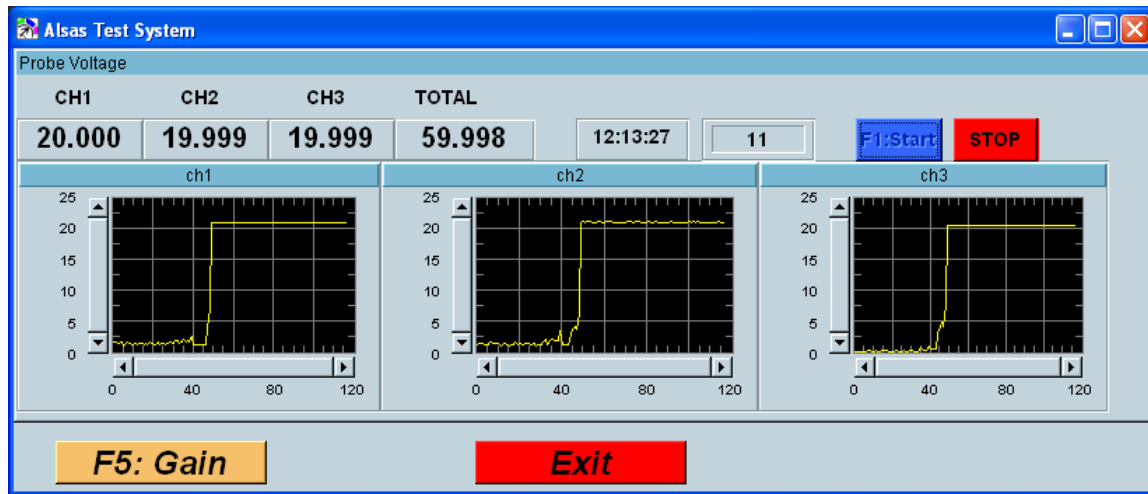 Alsas Test System
Probe Voltage
CH1 CH2 CH3 TOTAL
20.000 19.999 19.999 59.998 12:13:27 11 F1:Start STOP
ch1 ch2 ch3
25 25 25
20 20 20
15 15 15
10 10 10
5 5 5
0 0 0
0 40 80 120 0 40 80 120 0 40 80 120
F5: Gain Exit